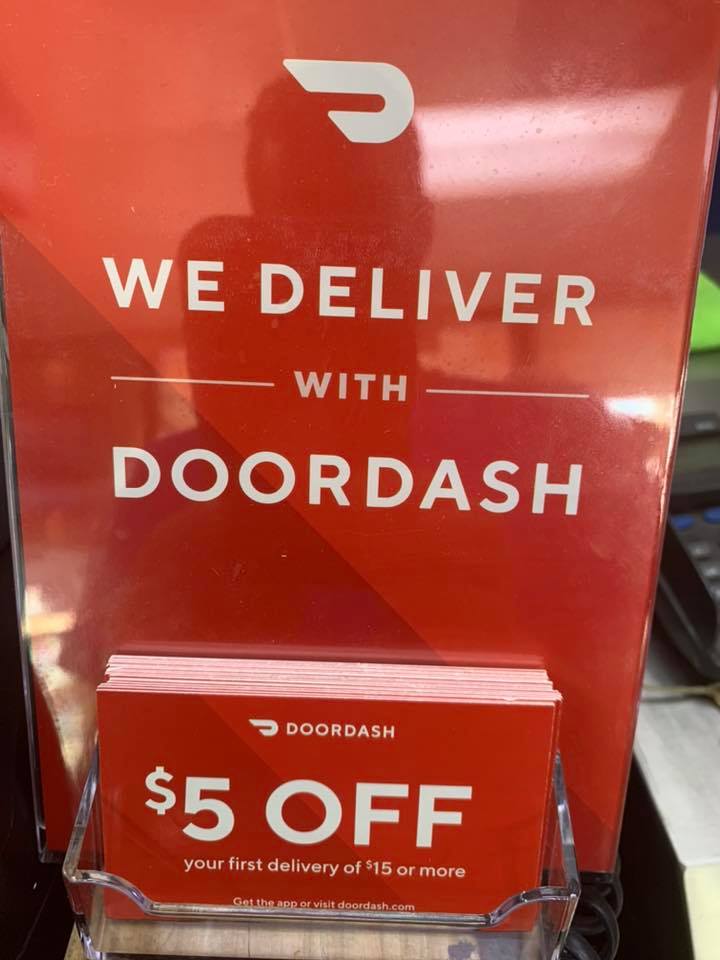 WE DELIVER
WITH
DOORDASH
DOORDASH
$5 OFF
your first delivery of $15 or more
Get the app or visit doordash.com